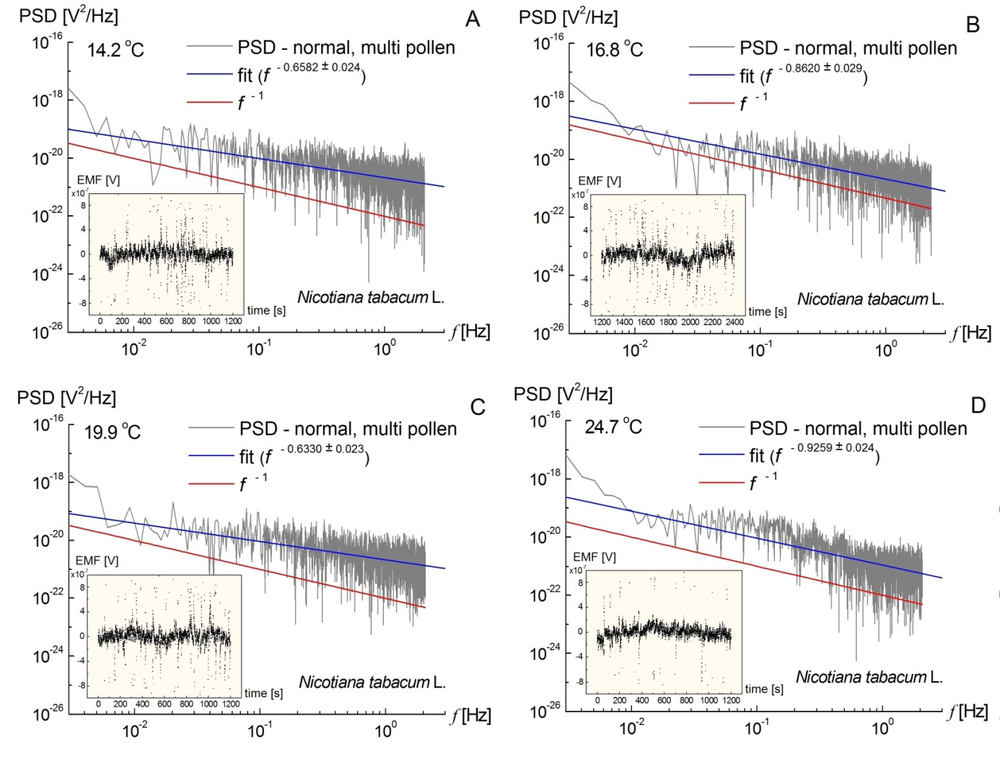 PSD [V²/Hz]
A
14.2 °C
PSD - normal, multi pollen
fit (f ^- 0.6582 ± 0.024)
f ^- 1
10^-16
10^-18
10^-20
10^-22
10^-24
10^-26
EMF [V]
x10^-7
8
4
0
-4
-8
0 200 400 600 800 1000 1200
time [s]
Nicotiana tabacum L.
10^-2 10^-1 10^0
f [Hz]
PSD [V²/Hz]
B
16.8 °C
PSD - normal, multi pollen
fit (f ^- 0.8620 ± 0.029)
f ^- 1
10^-16
10^-18
10^-20
10^-22
10^-24
10^-26
EMF [V]
x10^-7
8
4
0
-4
-8
1200 1400 1600 1800 2000 2200 2400
time [s]
Nicotiana tabacum L.
10^-2 10^-1 10^0
f [Hz]
PSD [V²/Hz]
C
19.9 °C
PSD - normal, multi pollen
fit (f ^- 0.6330 ± 0.023)
f ^- 1
10^-16
10^-18
10^-20
10^-22
10^-24
10^-26
EMF [V]
x10^-7
8
4
0
-4
-8
0 200 400 600 800 1000 1200
time [s]
Nicotiana tabacum L.
10^-2 10^-1 10^0
f [Hz]
PSD [V²/Hz]
D
24.7 °C
PSD - normal, multi pollen
fit (f ^- 0.9259 ± 0.024)
f ^- 1
10^-16
10^-18
10^-20
10^-22
10^-24
10^-26
EMF [V]
x10^-7
8
4
0
-4
-8
0 200 400 600 800 1000 1200
time [s]
Nicotiana tabacum L.
10^-2 10^-1 10^0
f [Hz]